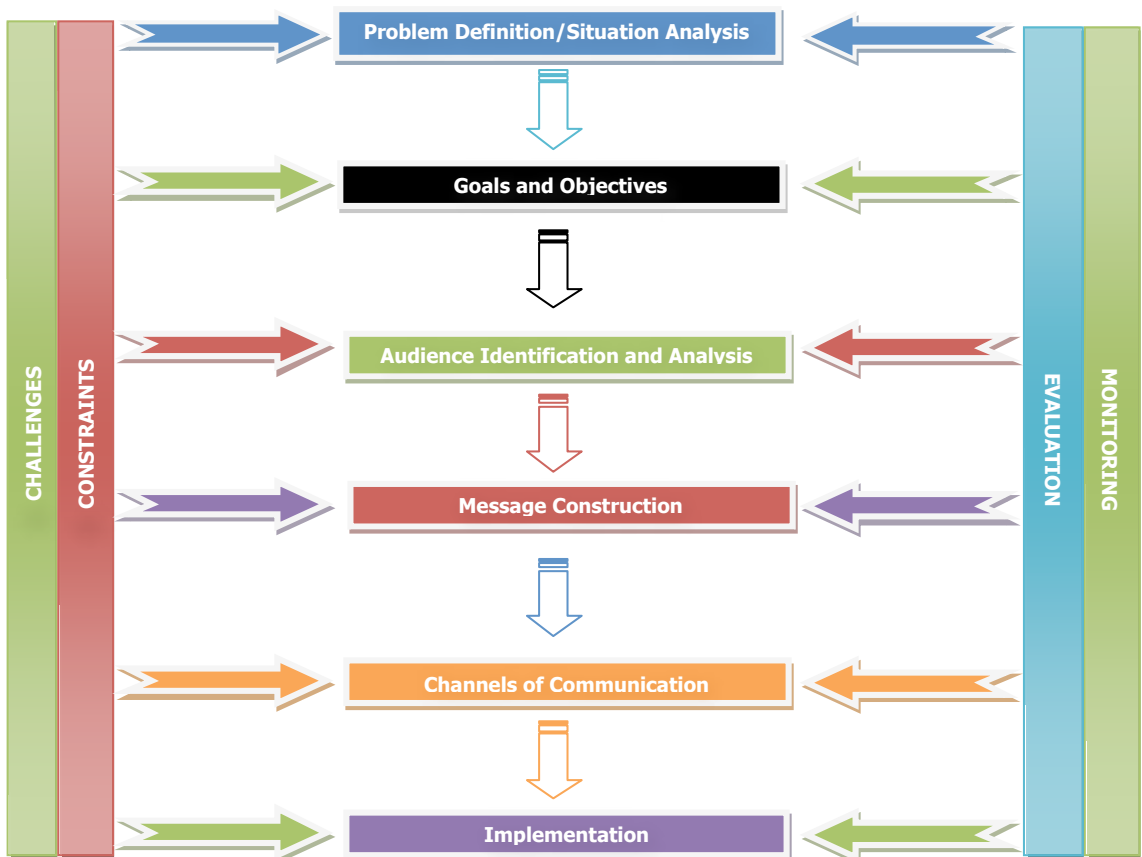 Problem Definition/Situation Analysis
Goals and Objectives
Audience Identification and Analysis
Message Construction
Channels of Communication
Implementation
CHALLENGES
CONSTRAINTS
EVALUATION
MONITORING